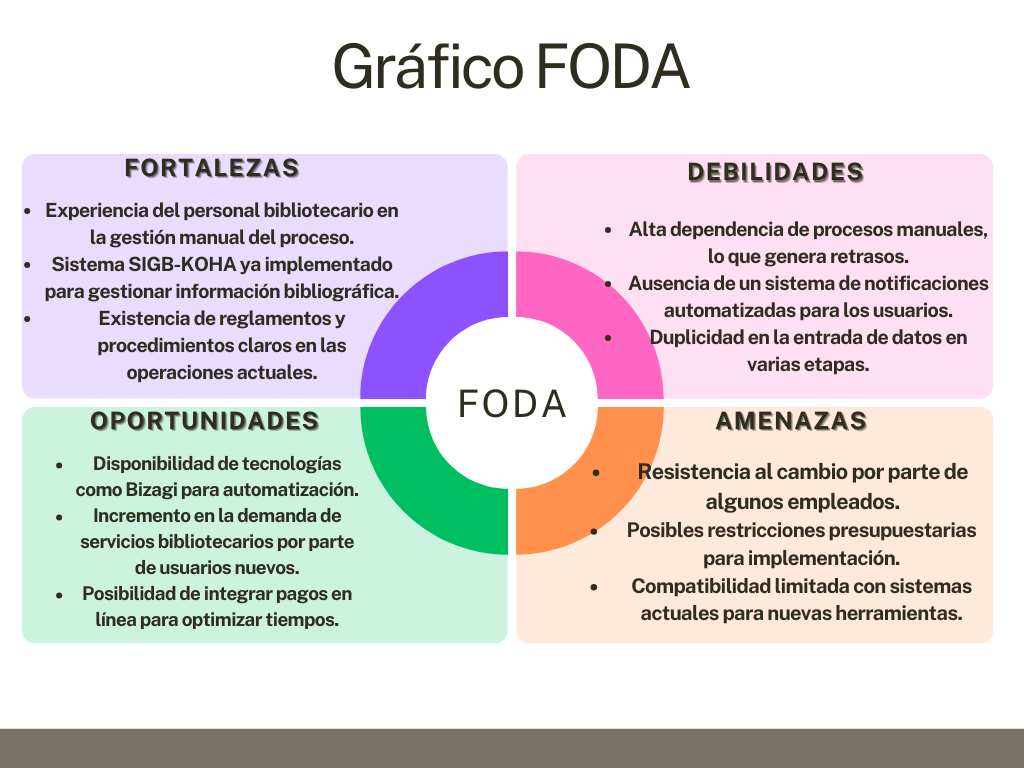 Gráfico FODA
FORTALEZAS
• Experiencia del personal bibliotecario en
la gestión manual del proceso.
• Sistema SIGB-KOHA ya implementado
para gestionar información bibliográfica.
• Existencia de reglamentos y
procedimientos claros en las
operaciones actuales.
DEBILIDADES
• Alta dependencia de procesos manuales,
lo que genera retrasos.
• Ausencia de un sistema de notificaciones
automatizadas para los usuarios.
• Duplicidad en la entrada de datos en
varias etapas.
FODA
OPORTUNIDADES
• Disponibilidad de tecnologías
como Bizagi para automatización.
• Incremento en la demanda de
servicios bibliotecarios por parte
de usuarios nuevos.
• Posibilidad de integrar pagos en
línea para optimizar tiempos.
AMENAZAS
• Resistencia al cambio por parte de
algunos empleados.
• Posibles restricciones presupuestarias
para implementación.
• Compatibilidad limitada con sistemas
actuales para nuevas herramientas.